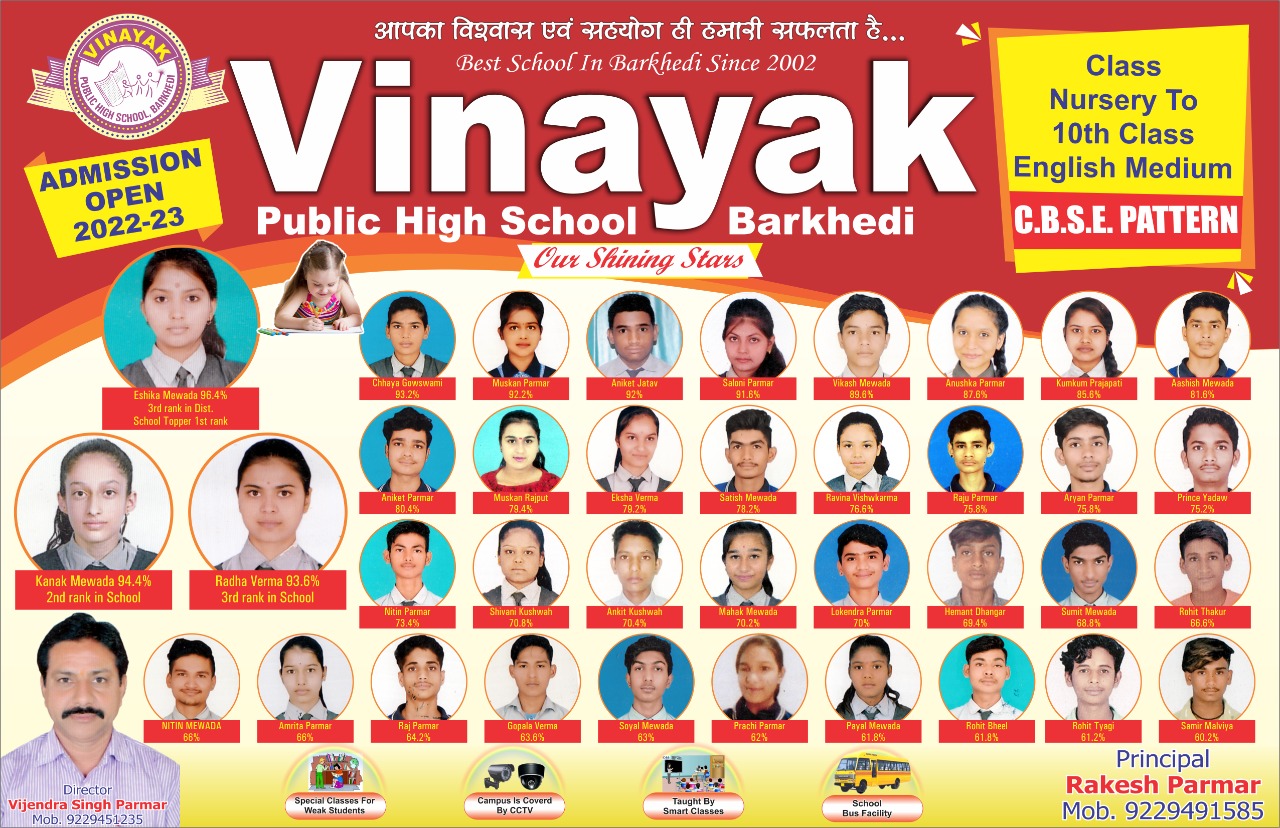 आपका विश्वास एवं सहयोग ही हमारी सफलता है...
Best School In Barkhedi Since 2002
VINAYAK
PUBLIC HIGH SCHOOL, BARKHEDI
Vinayak
Public High School Barkhedi
ADMISSION
OPEN
2022-23
Class
Nursery To
10th Class
English Medium
C.B.S.E. PATTERN
Our Shining Stars
Eshika Mewada 96.4%
3rd rank in Dist.
School Topper 1st rank
Kanak Mewada 94.4%
2nd rank in School
Radha Verma 93.6%
3rd rank in School
Chhaya Gowswami
93.2%
Muskan Parmar
92.2%
Aniket Jatav
92%
Saloni Parmar
91.6%
Vikash Mewada
89.6%
Anushka Parmar
87.6%
Kumkum Prajapati
85.6%
Aashish Mewada
81.6%
Aniket Parmar
80.4%
Muskan Rajput
79.4%
Eksha Verma
79.2%
Satish Mewada
78.2%
Ravina Vishwkarma
76.6%
Raju Parmar
75.8%
Aryan Parmar
75.8%
Prince Yadaw
75.2%
Nitin Parmar
73.4%
Shivani Kushwah
70.8%
Ankit Kushwah
70.4%
Mahak Mewada
70.2%
Lokendra Parmar
70%
Hemant Dhangar
69.4%
Sumit Mewada
68.8%
Rohit Thakur
66.6%
NITIN MEWADA
66%
Amrita Parmar
66%
Raj Parmar
64.2%
Gopala Verma
63.6%
Soyal Mewada
63%
Prachi Parmar
62%
Payal Mewada
61.8%
Rohit Bheel
61.8%
Rohit Tyagi
61.2%
Samir Malviya
60.2%
Director
Vijendra Singh Parmar
Mob. 9229451235
Special Classes For
Weak Students
Campus Is Coverd
By CCTV
Taught By
Smart Classes
School
Bus Facility
Principal
Rakesh Parmar
Mob. 9229491585